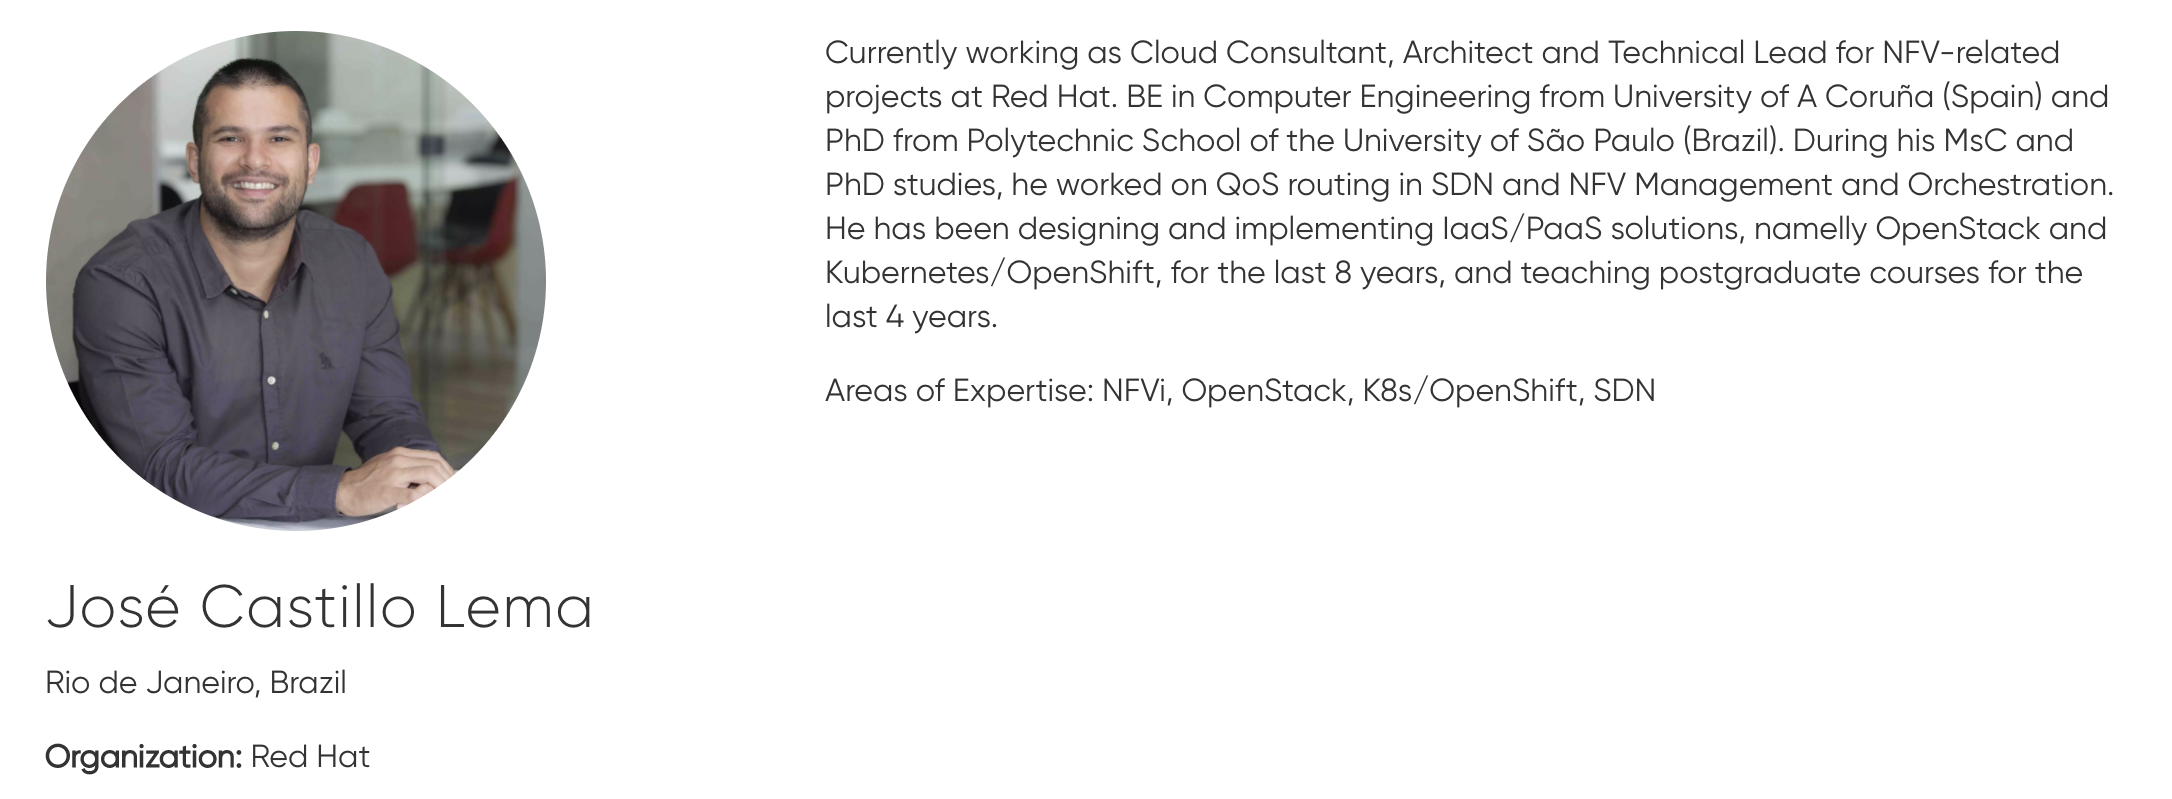 Currently working as Cloud Consultant, Architect and Technical Lead for NFV-related
projects at Red Hat. BE in Computer Engineering from University of A Coruña (Spain) and
PhD from Polytechnic School of the University of São Paulo (Brazil). During his MsC and
PhD studies, he worked on QoS routing in SDN and NFV Management and Orchestration.
He has been designing and implementing IaaS/PaaS solutions, namelly OpenStack and
Kubernetes/OpenShift, for the last 8 years, and teaching postgraduate courses for the
last 4 years.
Areas of Expertise: NFVi, OpenStack, K8s/OpenShift, SDN
José Castillo Lema
Rio de Janeiro, Brazil
Organization: Red Hat